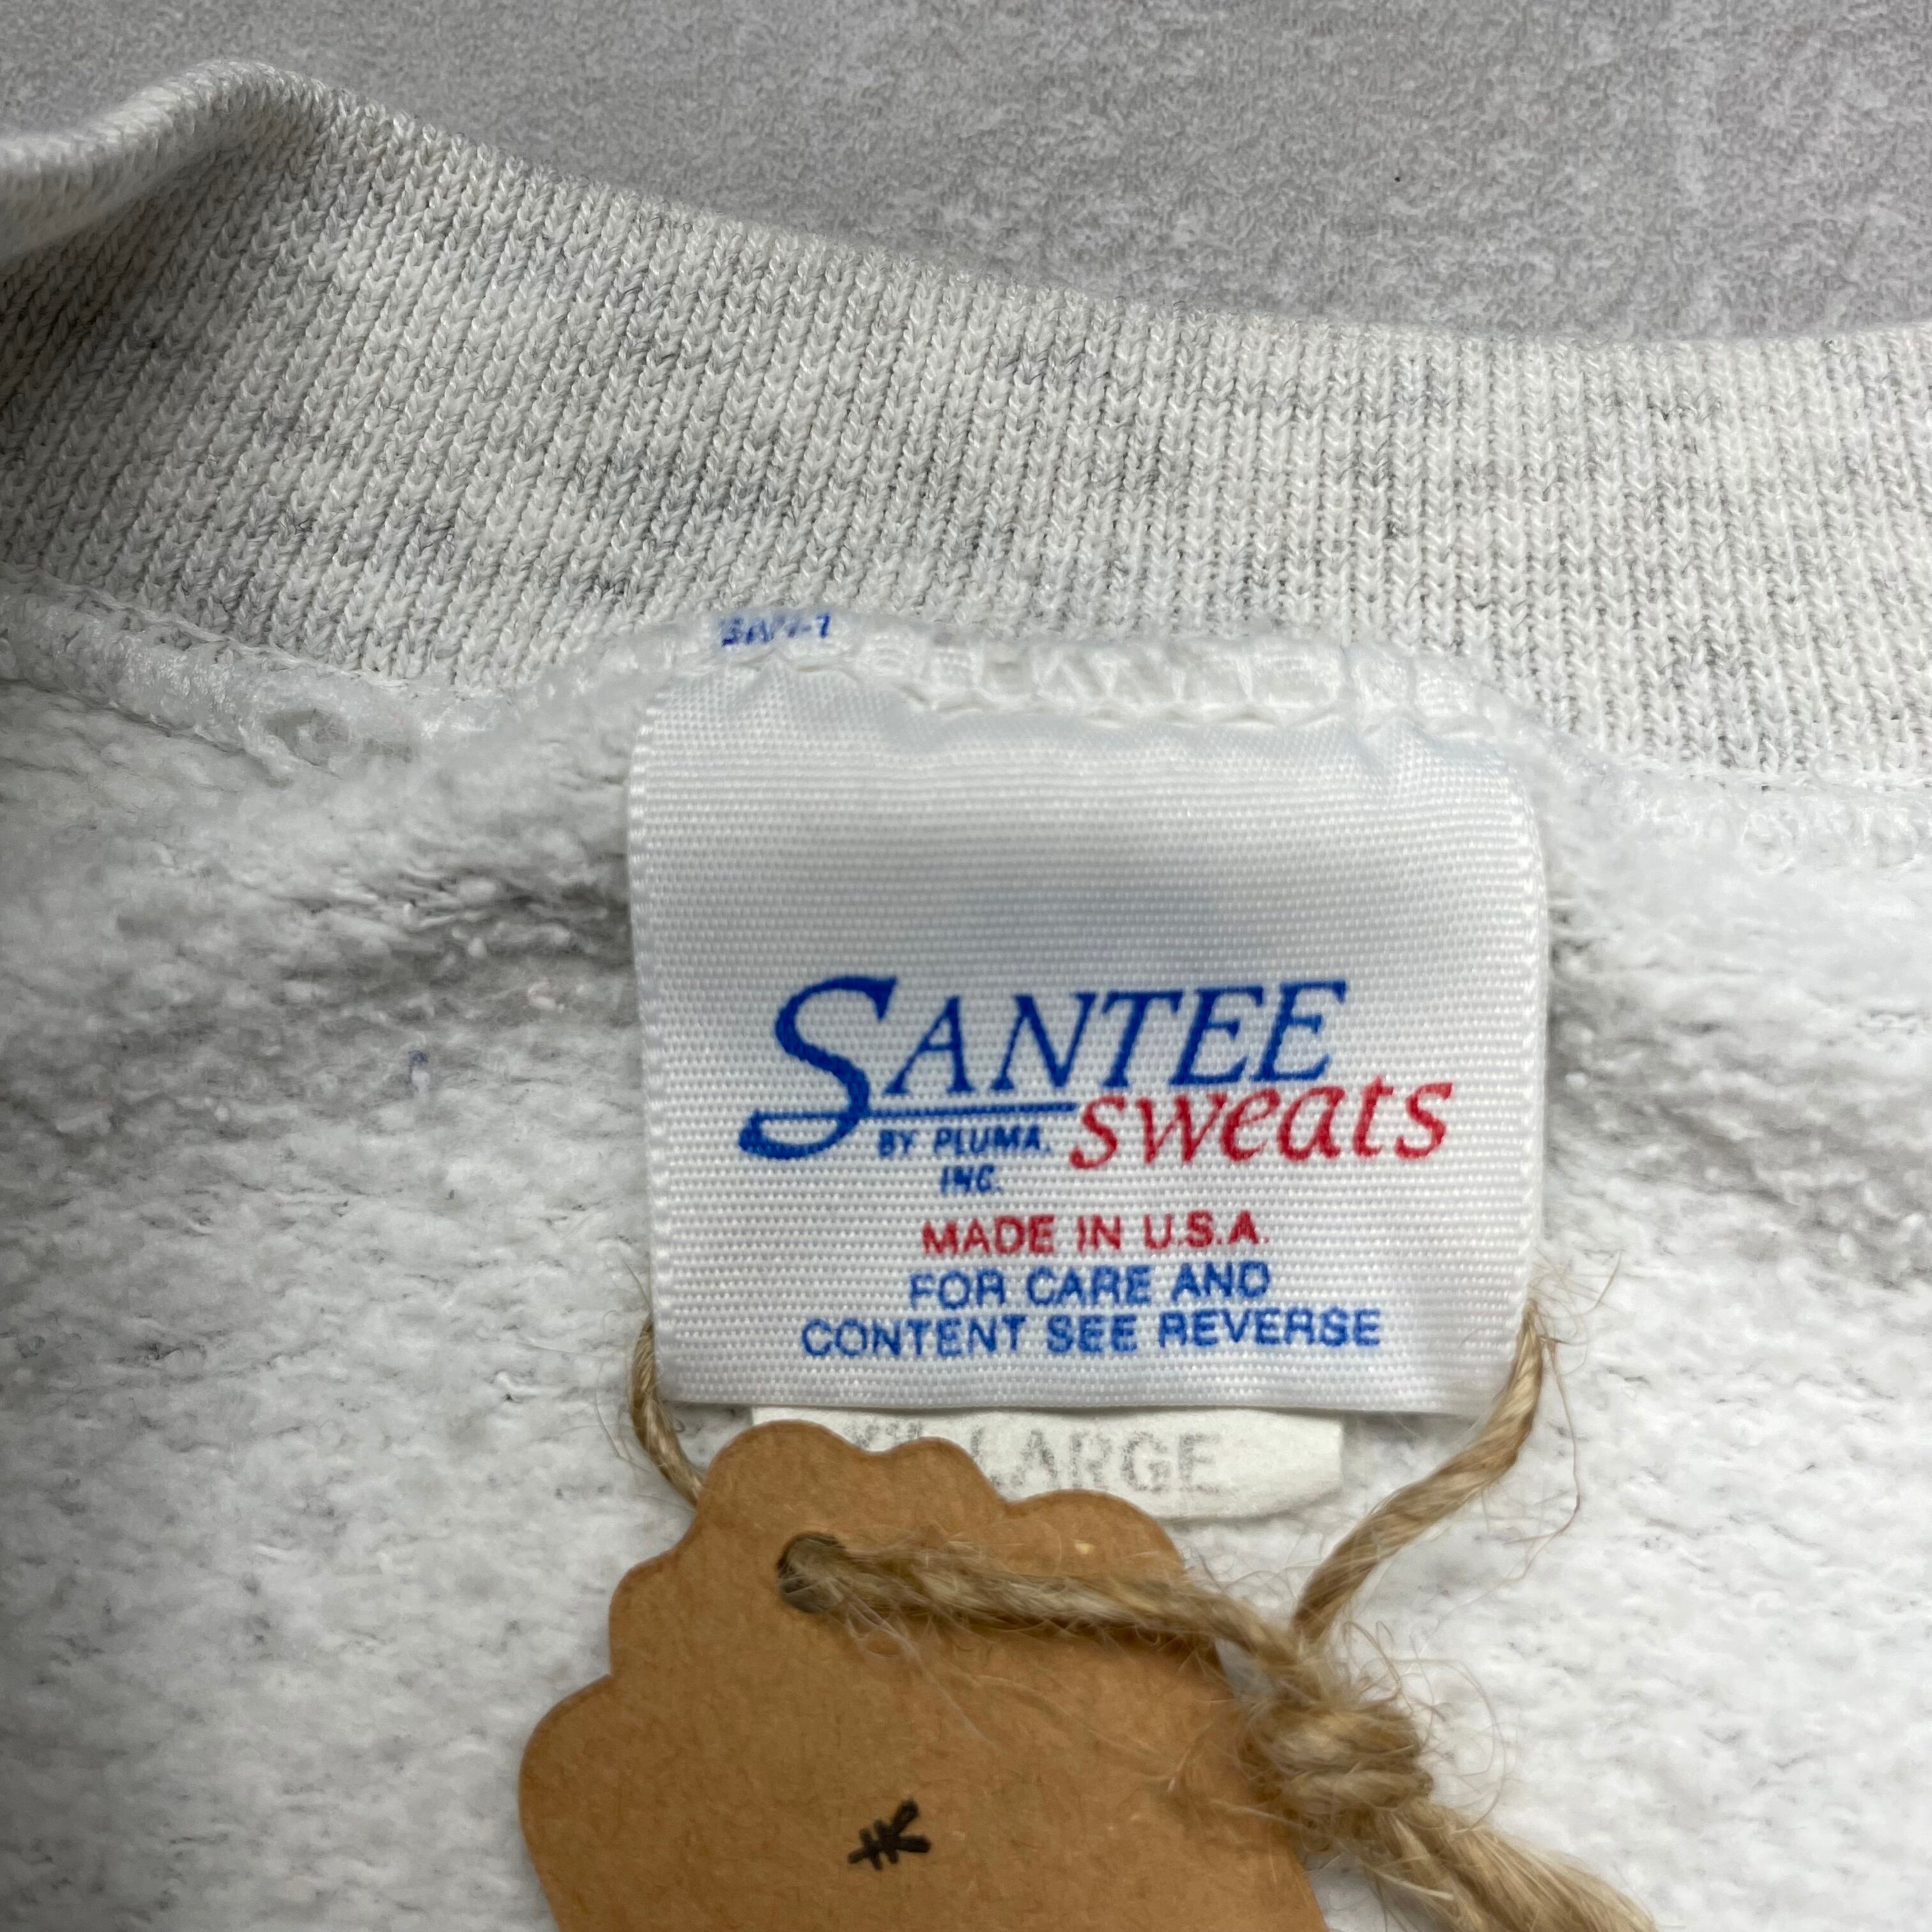 SANTEE
sweats
BY PLUMA,
INC.
MADE IN U.S.A.
FOR CARE AND
CONTENT SEE REVERSE
LARGE